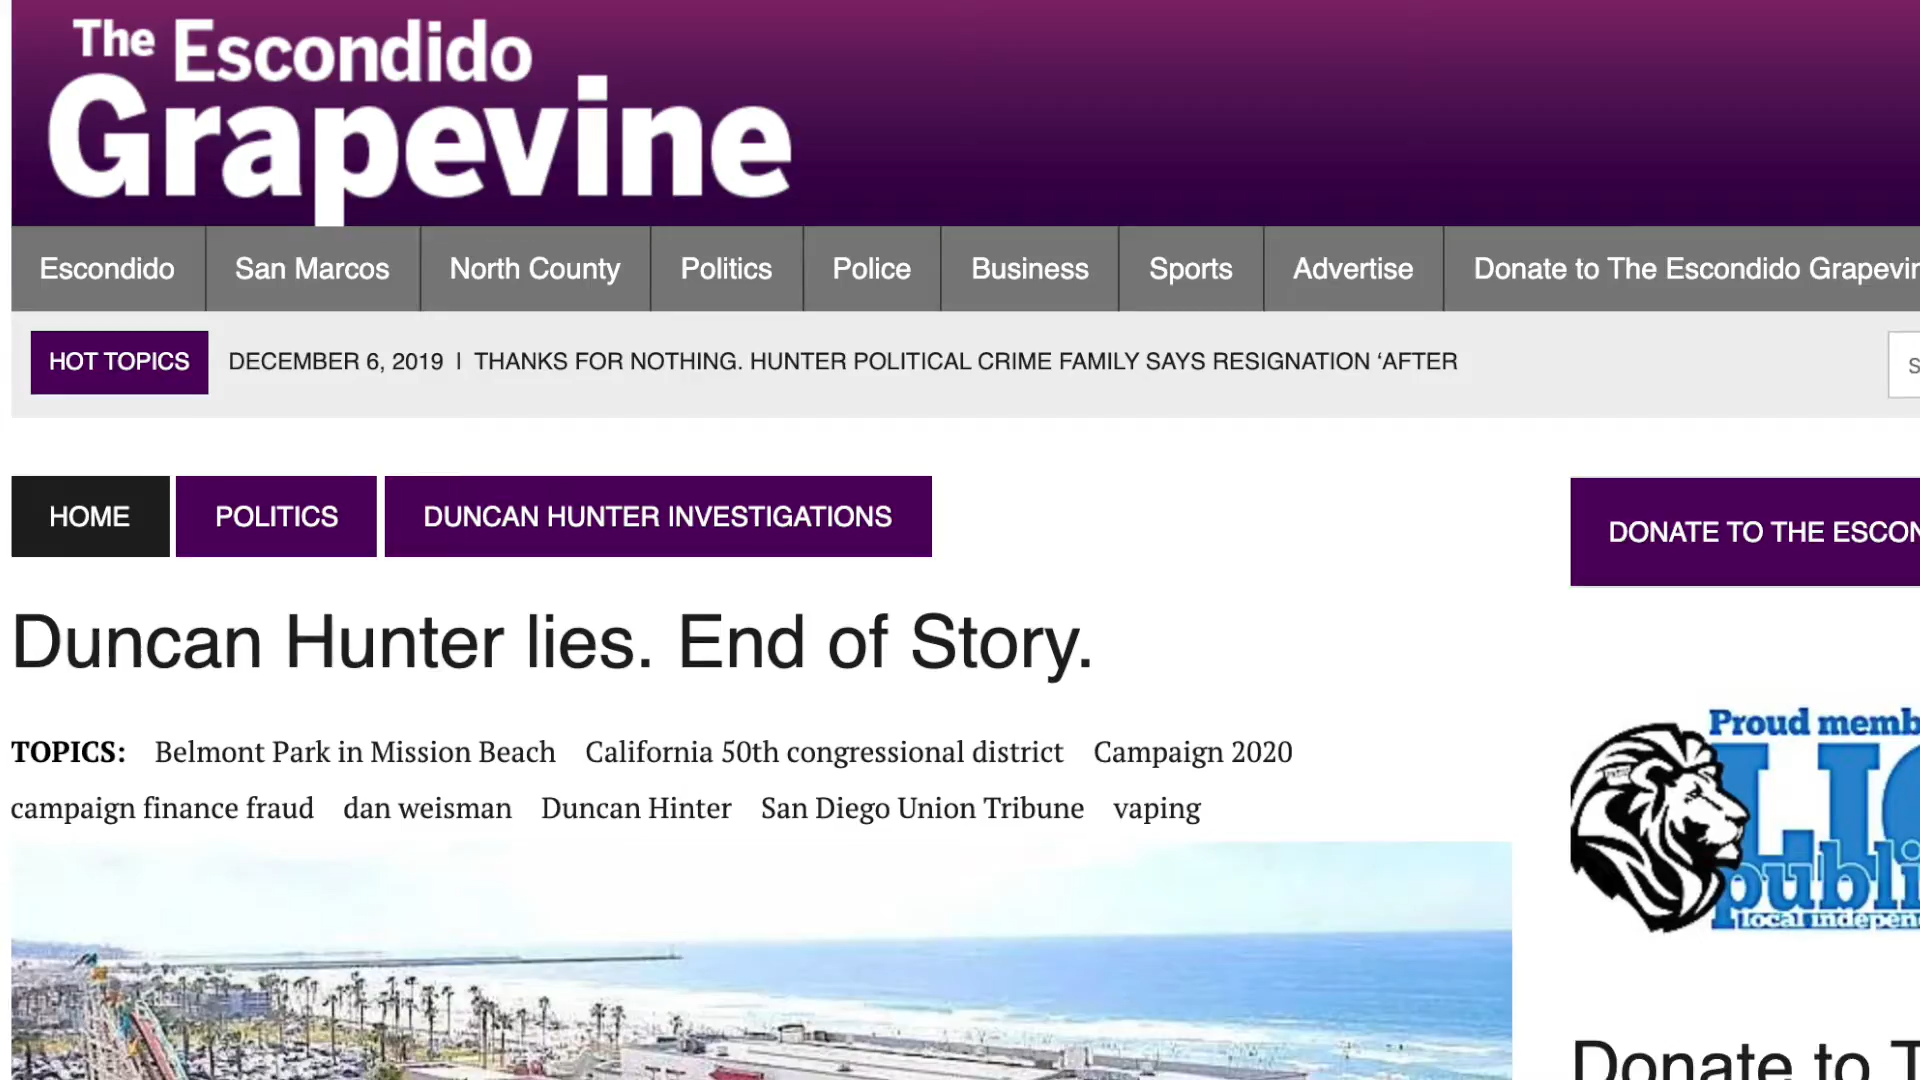 The Escondido
Grapevine
Escondido San Marcos North County Politics Police Business Sports Advertise Donate to The Escondido
HOT TOPICS DECEMBER 6, 2019 | THANKS FOR NOTHING. HUNTER POLITICAL CRIME FAMILY SAYS RESIGNATION ‘AFTER
HOME POLITICS DUNCAN HUNTER INVESTIGATIONS
DONATE TO THE
Duncan Hunter lies. End of Story.
TOPICS: Belmont Park in Mission Beach California 50th congressional district Campaign 2020
campaign finance fraud dan weisman Duncan Hinter San Diego Union Tribune vaping
Proud
local
Donate to